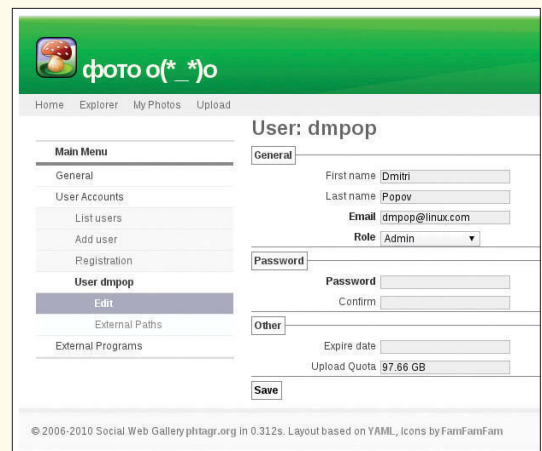 фото o(*_*)o
Home Explorer My Photos Upload
Main Menu
General
User Accounts
List users
Add user
Registration
User dmpop
Edit
External Paths
External Programs
User: dmpop
General
First name Dmitri
Last name Popov
Email dmpop@linux.com
Role Admin
Password
Password
Confirm
Other
Expire date
Upload Quota 97.66 GB
Save
© 2006-2010 Social Web Gallery phtagr.org in 0.312s. Layout based on YAML, Icons by FamFamFam